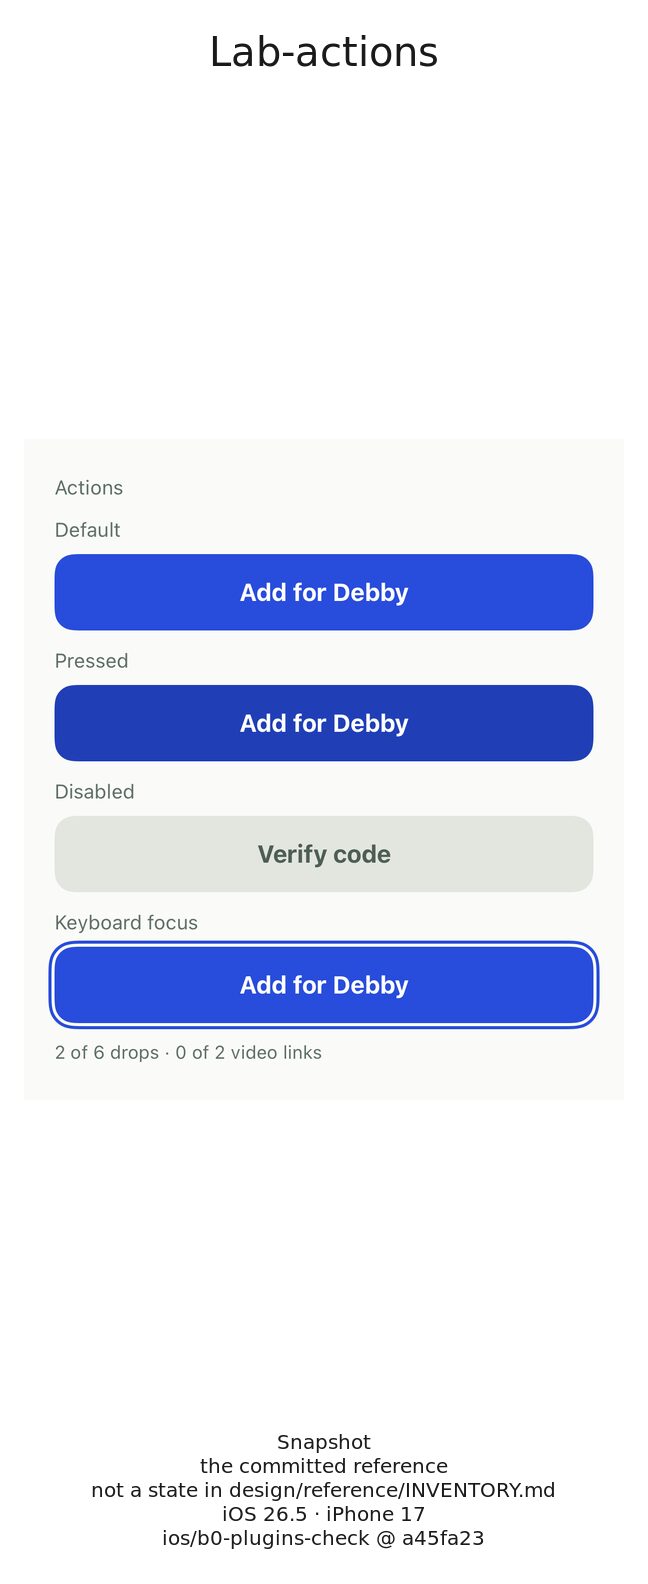 Lab-actions
Actions
Default
Add for Debby
Pressed
Add for Debby
Disabled
Verify code
Keyboard focus
Add for Debby
2 of 6 drops · 0 of 2 video links
Snapshot
the committed reference
not a state in design/reference/INVENTORY.md
iOS 26.5 · iPhone 17
ios/b0-plugins-check @ a45fa23